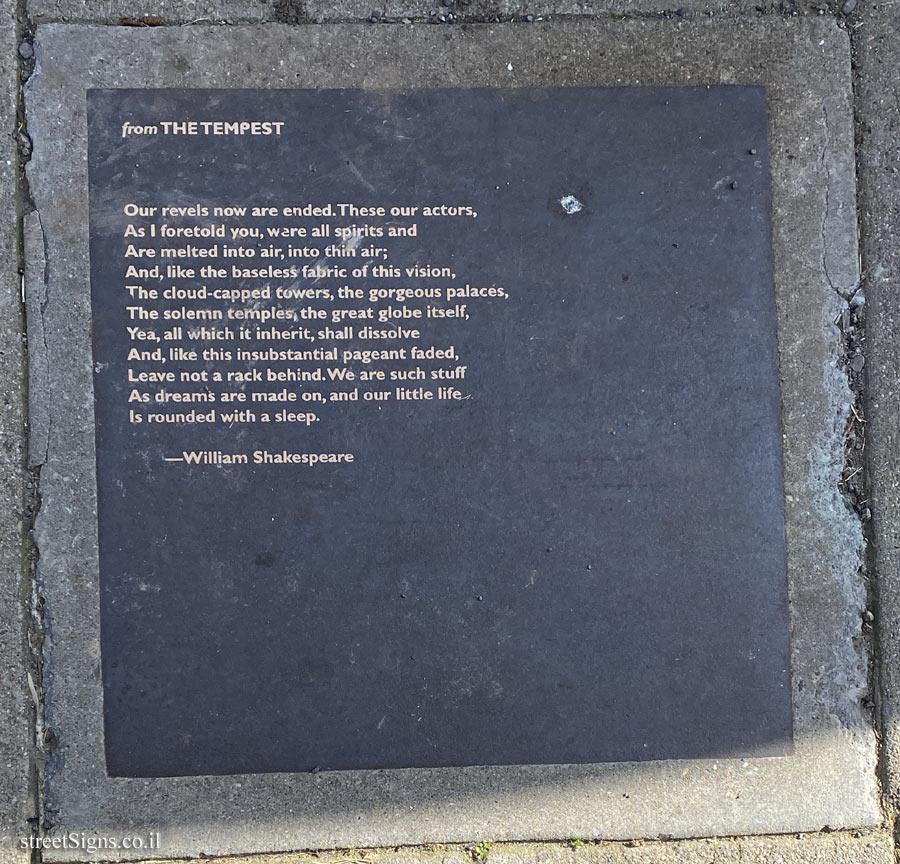 from THE TEMPEST
Our revels now are ended. These our actors,
As I foretold you, were all spirits and
Are melted into air, into thin air;
And, like the baseless fabric of this vision,
The cloud-capped towers, the gorgeous palaces,
The solemn temples, the great globe itself,
Yea, all which it inherit, shall dissolve
And, like this insubstantial pageant faded,
Leave not a rack behind. We are such stuff
As dreams are made on, and our little life
Is rounded with a sleep.
—William Shakespeare
streetSigns.co.il